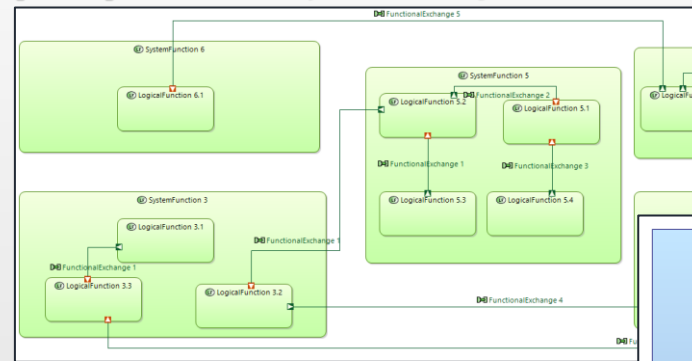 FunctionalExchange 5
SystemFunction 6
LogicalFunction 6.1
SystemFunction 5
LogicalFunction 5.2
FunctionalExchange 2
LogicalFunction 5.1
FunctionalExchange 1
FunctionalExchange 3
LogicalFunction 5.3
LogicalFunction 5.4
SystemFunction 3
LogicalFunction 3.1
FunctionalExchange 1
FunctionalExchange 1
LogicalFunction 3.3
LogicalFunction 3.2
FunctionalExchange 4